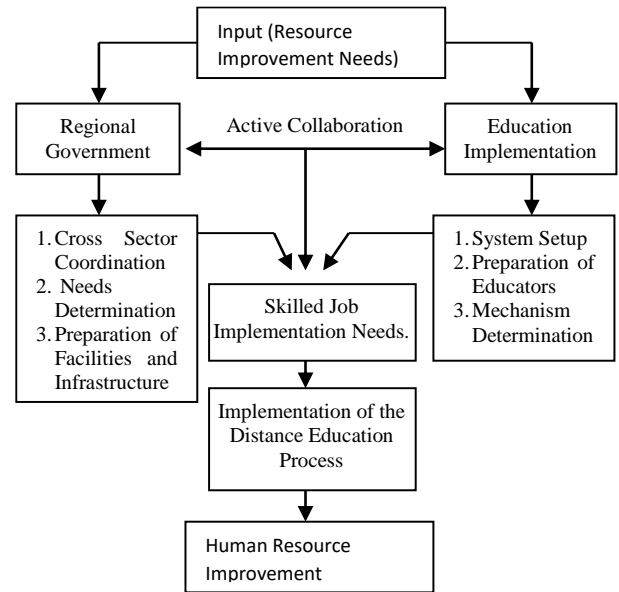 Input (Resource
Improvement Needs)
Regional
Government
Active Collaboration
Education
Implementation
1. Cross Sector
Coordination
2. Needs
Determination
3. Preparation of
Facilities and
Infrastructure
Skilled Job
Implementation Needs.
1. System Setup
2. Preparation of
Educators
3. Mechanism
Determination
Implementation of the
Distance Education
Process
Human Resource
Improvement